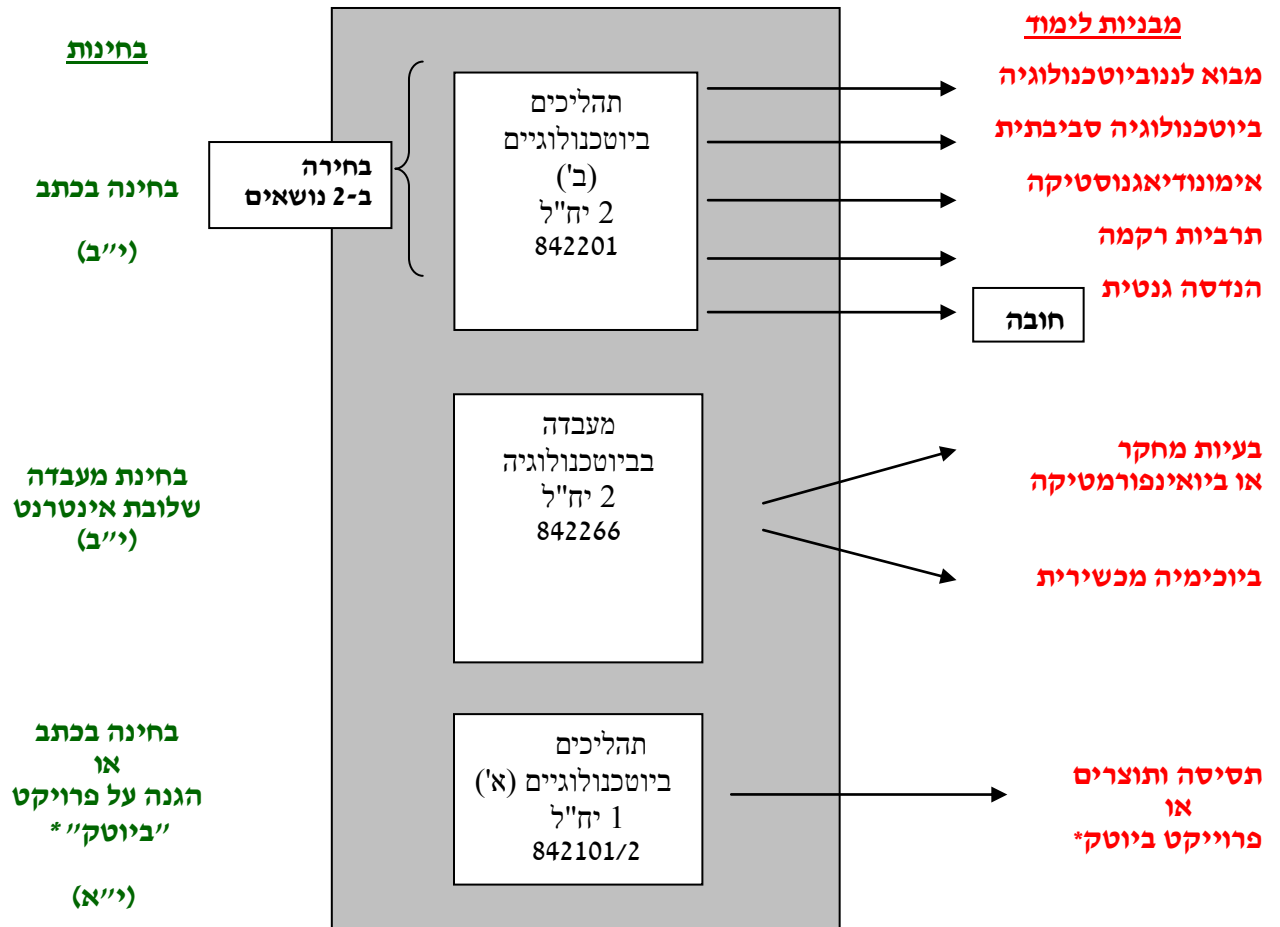 מבניות לימוד
מבוא לננוביוטכנולוגיה
ביוטכנולוגיה סביבתית
אימונודיאגנוסטיקה
תרביות רקמה
הנדסה גנטית
חובה
תהליכים
ביוטכנולוגיים
(ב')
2 יח"ל
842201
בחירה
ב-2 נושאים
בחינות
בחינה בכתב
(י״ב)
בעיות מחקר
או ביואינפורמטיקה
ביוכימיה מכשירית
מעבדה
בביוטכנולוגיה
2 יח"ל
842266
בחינת מעבדה
שלובת אינטרנט
(י״ב)
תסיסה ותוצרים
או
פרוייקט ביוטק*
תהליכים
ביוטכנולוגיים (א')
1 יח"ל
842101/2
בחינה בכתב
או
הגנה על פרויקט
״ביוטק״*
(י״א)